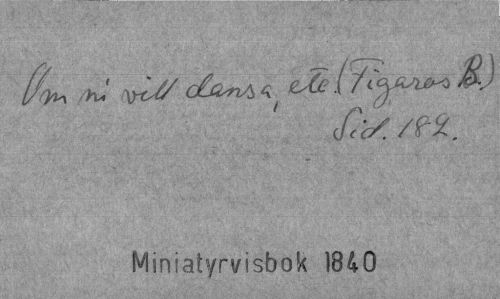 Om ni vill dansa, etc. (Figaros B.)
Sid. 182.
Miniatyrvisbok 1840